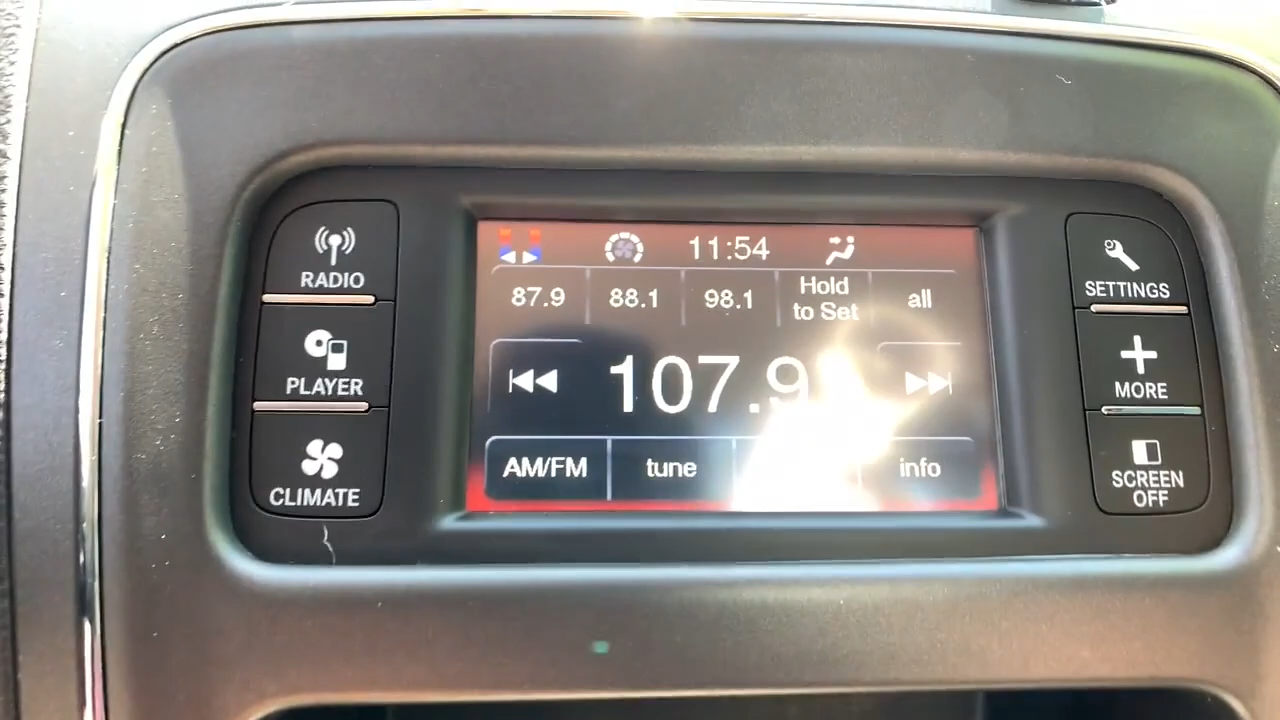 RADIO
PLAYER
CLIMATE
11:54
87.9
88.1
98.1
Hold
to Set
all
107.9
AM/FM
tune
info
SETTINGS
MORE
SCREEN
OFF